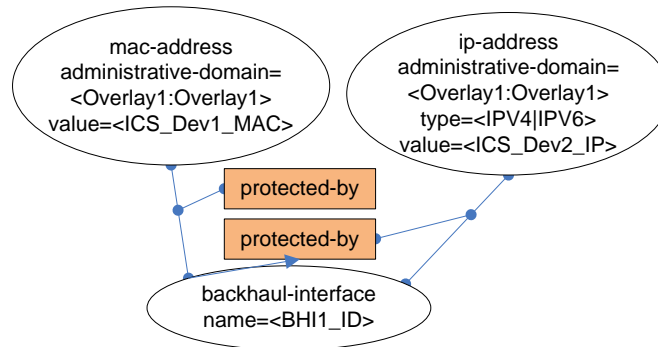 mac-address
administrative-domain=
<Overlay1:Overlay1>
value=<ICS_Dev1_MAC>
ip-address
administrative-domain=
<Overlay1:Overlay1>
type=<IPV4|IPV6>
value=<ICS_Dev2_IP>
protected-by
protected-by
backhaul-interface
name=<BHI1_ID>